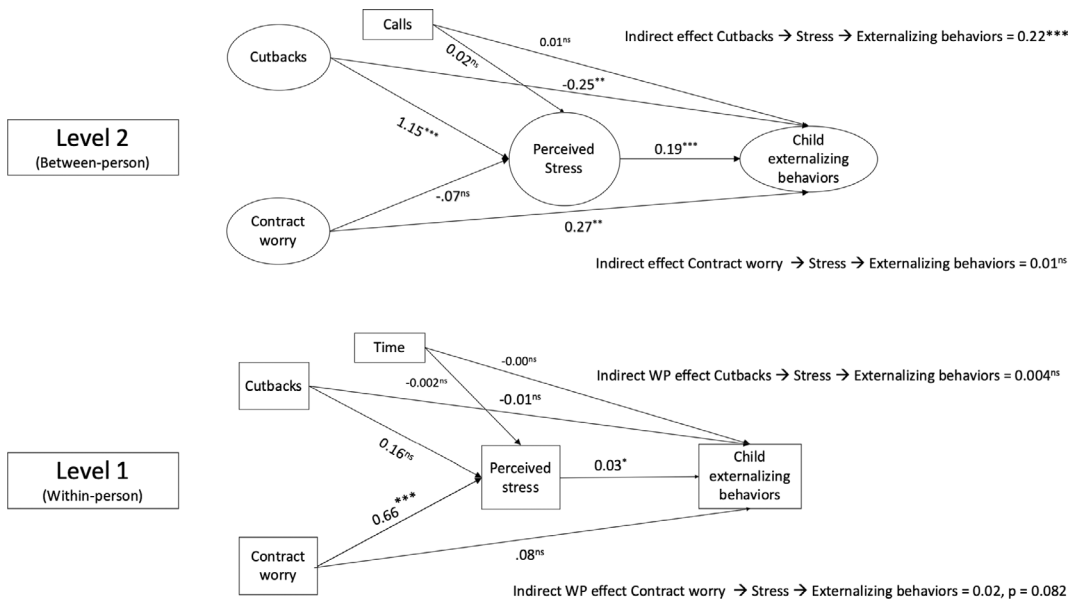 Calls
Indirect effect Cutbacks → Stress → Externalizing behaviors = 0.22***
0.01ns
Cutbacks
0.02ns
-0.25**
Level 2
(Between-person)
1.15***
Perceived
Stress
0.19***
Child
externalizing
behaviors
-.07ns
Contract
worry
0.27**
Indirect effect Contract worry → Stress → Externalizing behaviors = 0.01ns
Time
-0.00ns
Indirect WP effect Cutbacks → Stress → Externalizing behaviors = 0.004ns
Cutbacks
-0.002ns
-0.01ns
0.16ns
Level 1
(Within-person)
Perceived
stress
0.03*
Child
externalizing
behaviors
0.66***
Contract
worry
.08ns
Indirect WP effect Contract worry → Stress → Externalizing behaviors = 0.02, p = 0.082